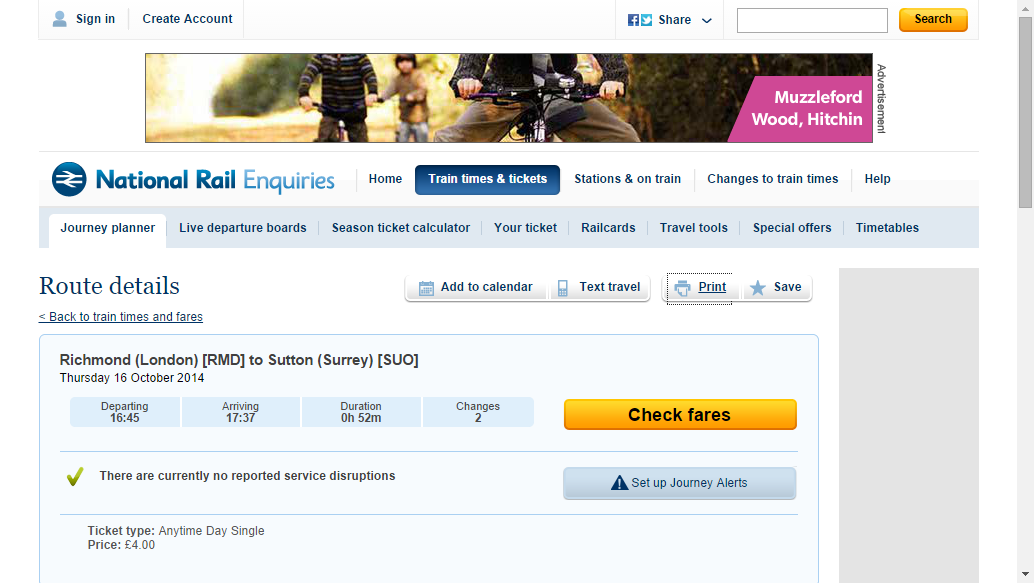 Sign in
Create Account
Share
Search
Muzzleford
Wood, Hitchin
Advertisement
National Rail Enquiries
Home
Train times & tickets
Stations & on train
Changes to train times
Help
Journey planner
Live departure boards
Season ticket calculator
Your ticket
Railcards
Travel tools
Special offers
Timetables
Route details
Add to calendar
Text travel
Print
Save
< Back to train times and fares
Richmond (London) [RMD] to Sutton (Surrey) [SUO]
Thursday 16 October 2014
Departing
16:45
Arriving
17:37
Duration
0h 52m
Changes
2
Check fares
There are currently no reported service disruptions
Set up Journey Alerts
Ticket type: Anytime Day Single
Price: £4.00